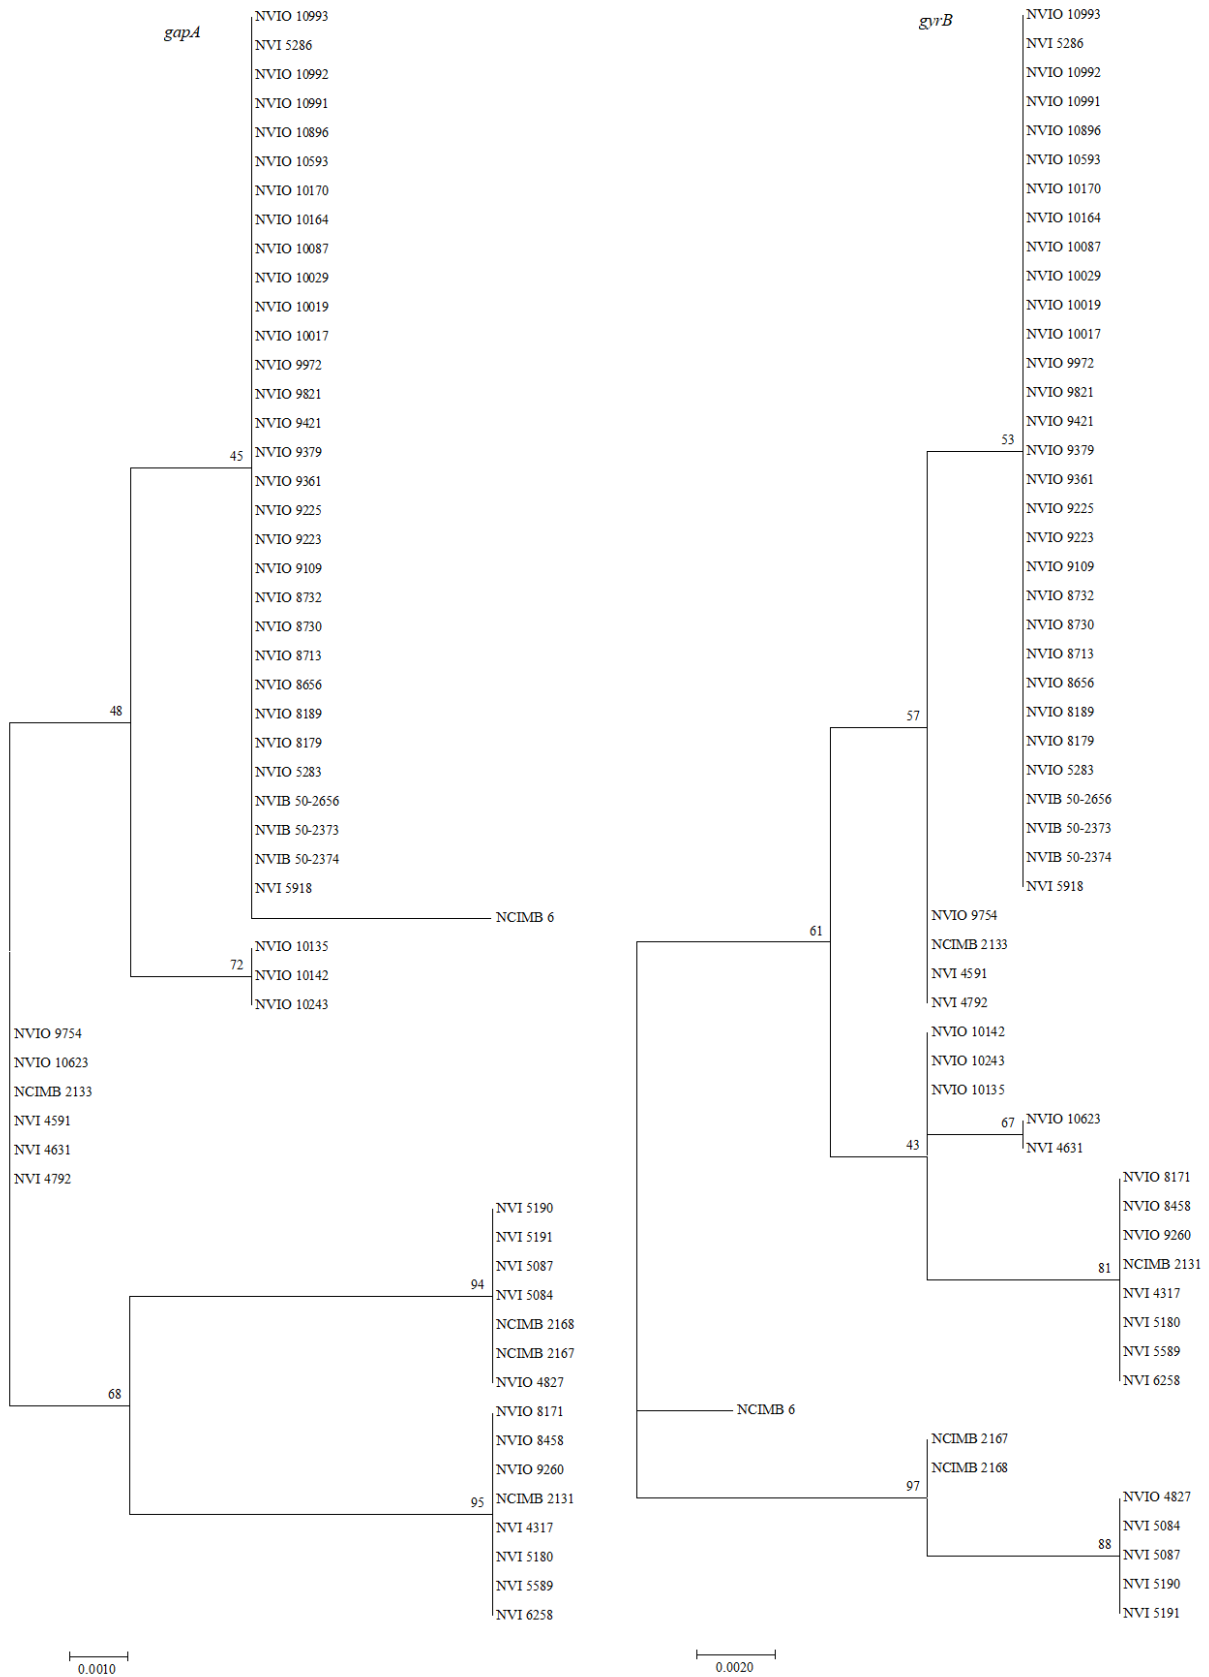 gapA
NVIO 10993
NVI 5286
NVIO 10992
NVIO 10991
NVIO 10896
NVIO 10593
NVIO 10170
NVIO 10164
NVIO 10087
NVIO 10029
NVIO 10019
NVIO 10017
NVIO 9972
NVIO 9821
NVIO 9421
45
NVIO 9379
NVIO 9361
NVIO 9225
NVIO 9223
NVIO 9109
NVIO 8732
NVIO 8730
NVIO 8713
NVIO 8656
48
NVIO 8189
NVIO 8179
NVIO 5283
NVIB 50-2656
NVIB 50-2373
NVIB 50-2374
NVI 5918
NCIMB 6
NVIO 10135
72
NVIO 10142
NVIO 10243
NVIO 9754
NVIO 10623
NCIMB 2133
NVI 4591
NVI 4631
NVI 4792
NVI 5190
NVI 5191
NVI 5087
94
NVI 5084
NCIMB 2168
NCIMB 2167
NVIO 4827
68
NVIO 8171
NVIO 8458
NVIO 9260
95
NCIMB 2131
NVI 4317
NVI 5180
NVI 5589
NVI 6258
0.0010
gyrB
NVIO 10993
NVI 5286
NVIO 10992
NVIO 10991
NVIO 10896
NVIO 10593
NVIO 10170
NVIO 10164
NVIO 10087
NVIO 10029
NVIO 10019
NVIO 10017
NVIO 9972
NVIO 9821
NVIO 9421
53
NVIO 9379
NVIO 9361
NVIO 9225
NVIO 9223
NVIO 9109
NVIO 8732
NVIO 8730
NVIO 8713
NVIO 8656
57
NVIO 8189
NVIO 8179
NVIO 5283
NVIB 50-2656
NVIB 50-2373
NVIB 50-2374
NVI 5918
NVIO 9754
61
NCIMB 2133
NVI 4591
NVI 4792
NVIO 10142
NVIO 10243
NVIO 10135
67
NVIO 10623
43
NVI 4631
NVIO 8171
NVIO 8458
NVIO 9260
81
NCIMB 2131
NVI 4317
NVI 5180
NVI 5589
NVI 6258
NCIMB 6
NCIMB 2167
NCIMB 2168
97
NVIO 4827
NVI 5084
88
NVI 5087
NVI 5190
NVI 5191
0.0020